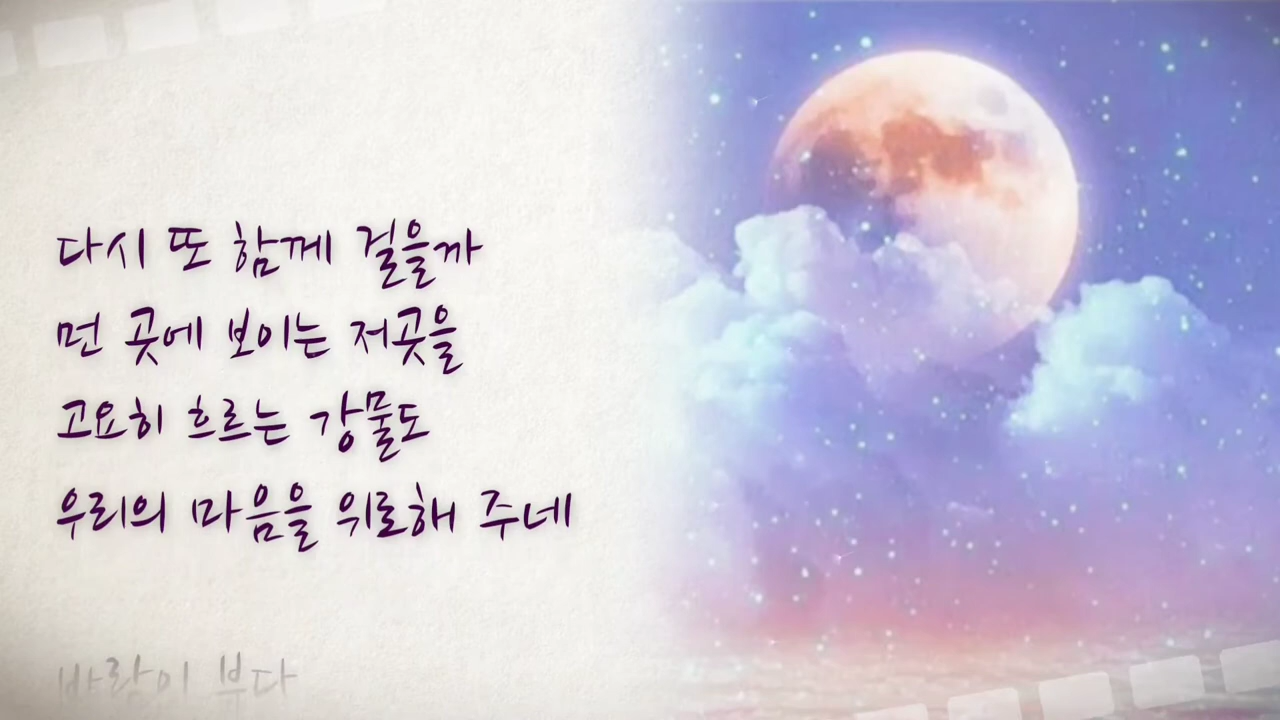 다시 또 함께 걸을까
먼 곳에 보이는 저곳을
고요히 흐르는 강물도
우리의 마음을 위로해 주네
바람이 부다